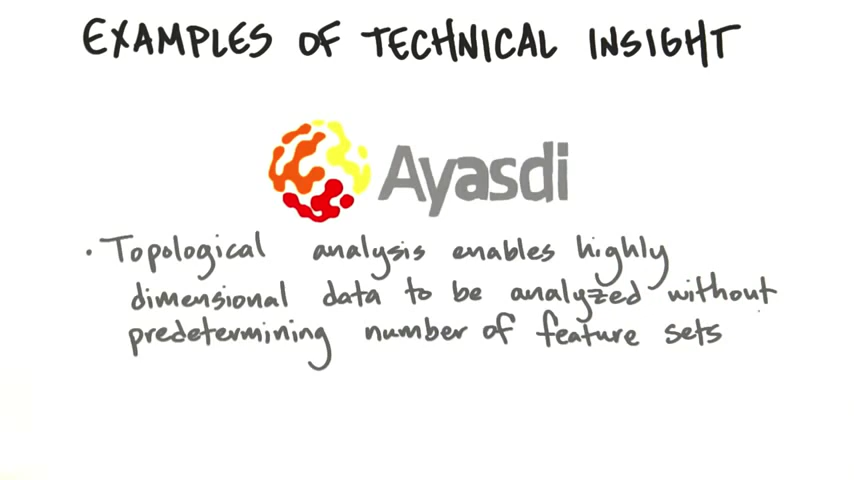 EXAMPLES OF TECHNICAL INSIGHT
Ayasdi
• Topological analysis enables highly
dimensional data to be analyzed without
predetermining number of feature sets